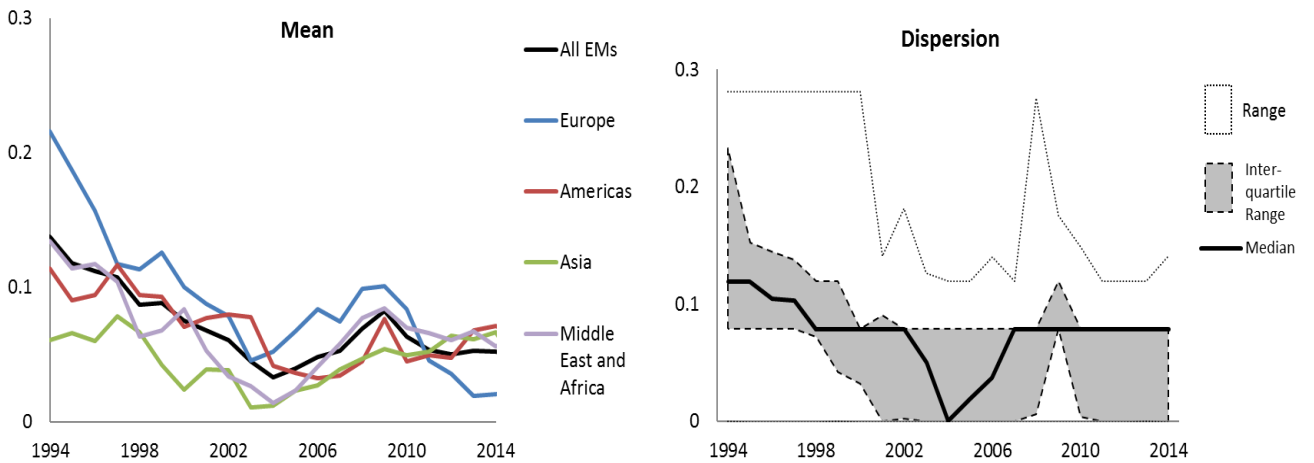 Mean
0.3
0.2
0.1
0
1994 1998 2002 2006 2010 2014
All EMs
Europe
Americas
Asia
Middle
East and
Africa
Dispersion
0.3
0.2
0.1
0
1994 1998 2002 2006 2010 2014
Range
Inter-
quartile
Range
Median